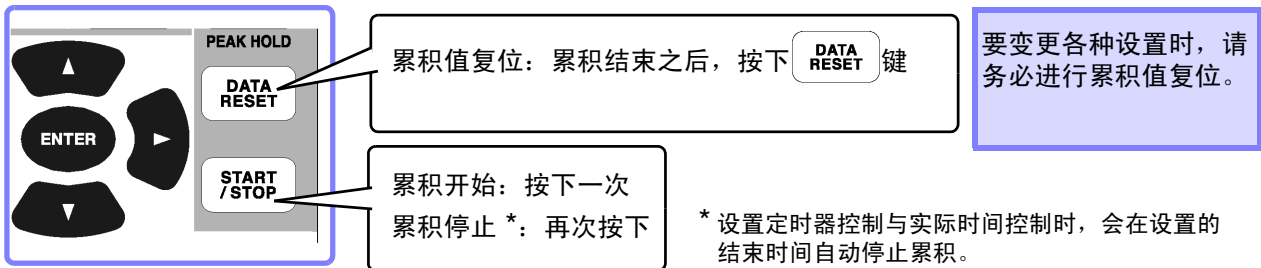 PEAK HOLD
DATA
RESET
ENTER
START
/ STOP
累积值复位：累积结束之后，按下 DATA RESET 键
累积开始：按下一次
累积停止 *：再次按下
要变更各种设置时，请
务必进行累积值复位。
* 设置定时器控制与实际时间控制时，会在设置的
结束时间自动停止累积。